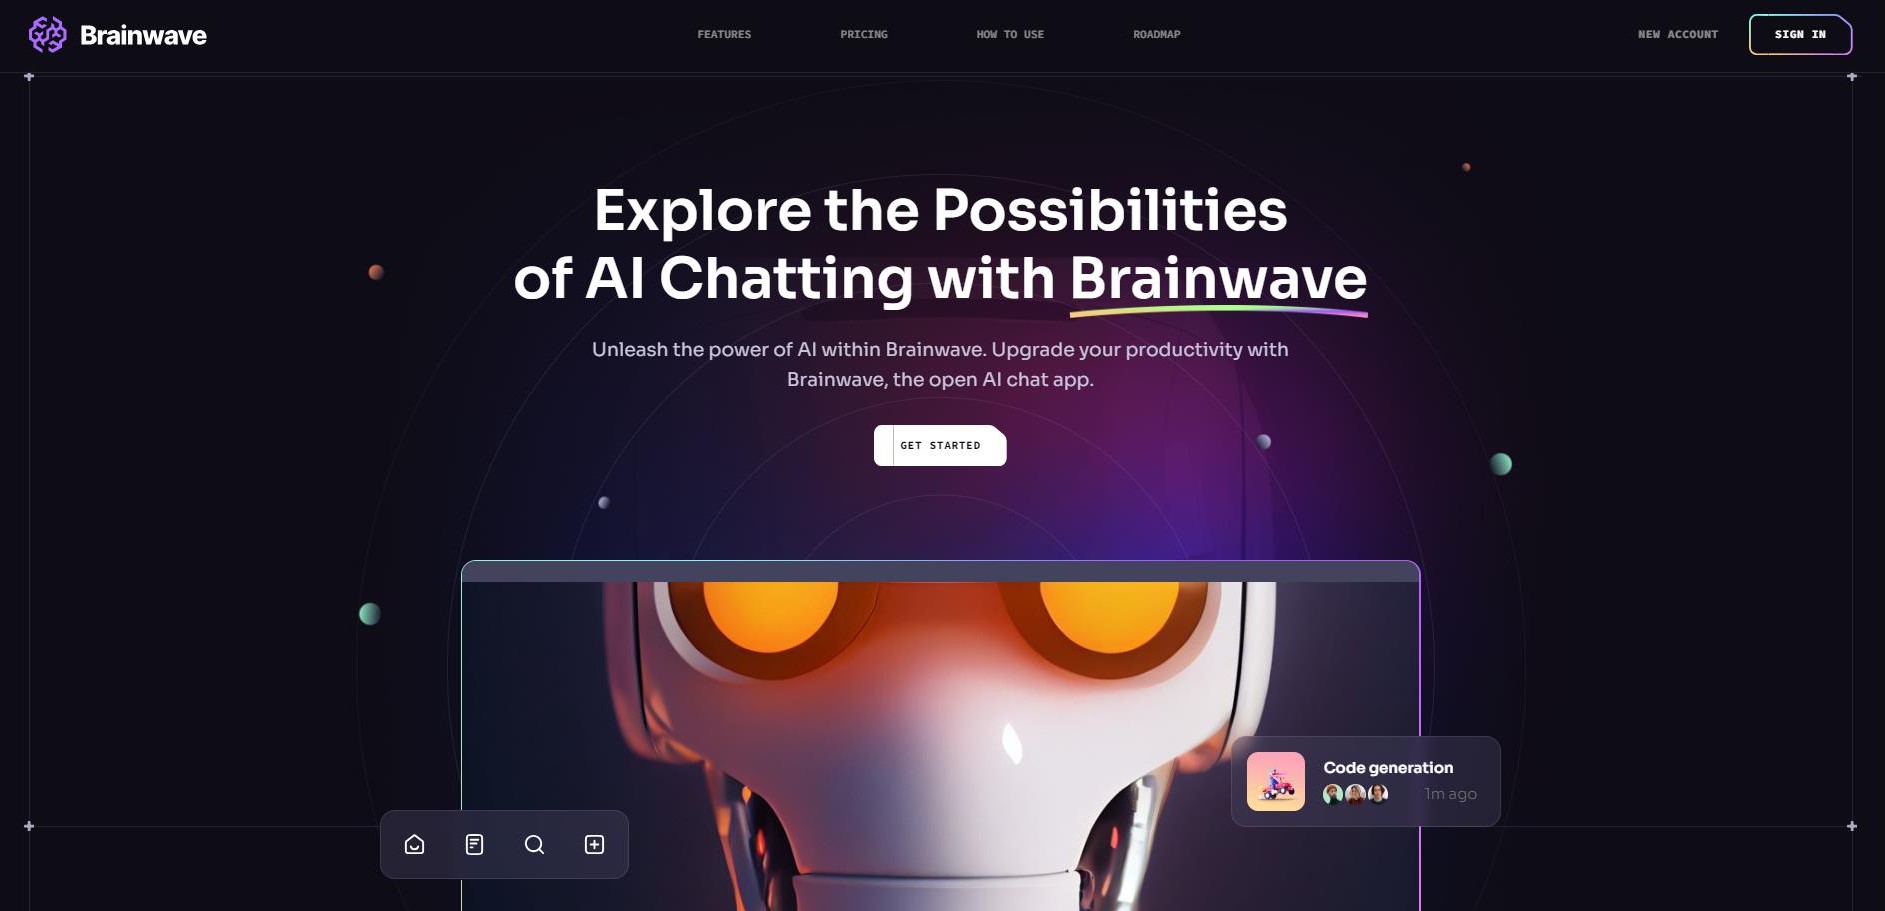 Brainwave
FEATURES
PRICING
HOW TO USE
ROADMAP
NEW ACCOUNT
SIGN IN
Explore the Possibilities
of AI Chatting with Brainwave
Unleash the power of AI within Brainwave. Upgrade your productivity with
Brainwave, the open AI chat app.
GET STARTED
Code generation
1m ago